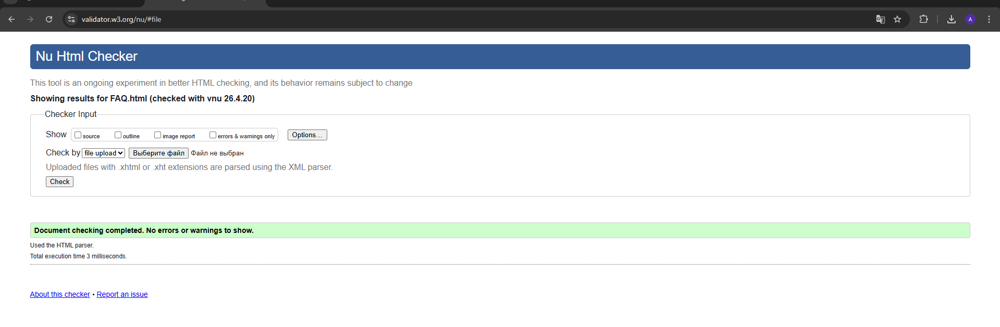 validator.w3.org/nu/#file
A
Nu Html Checker
This tool is an ongoing experiment in better HTML checking, and its behavior remains subject to change
Showing results for FAQ.html (checked with vnu 26.4.20)
Checker Input
Show source outline image report errors & warnings only Options...
Check by file upload Выберите файл Файл не выбран
Uploaded files with .xhtml or .xht extensions are parsed using the XML parser.
Check
Document checking completed. No errors or warnings to show.
Used the HTML parser.
Total execution time 3 milliseconds.
About this checker • Report an issue